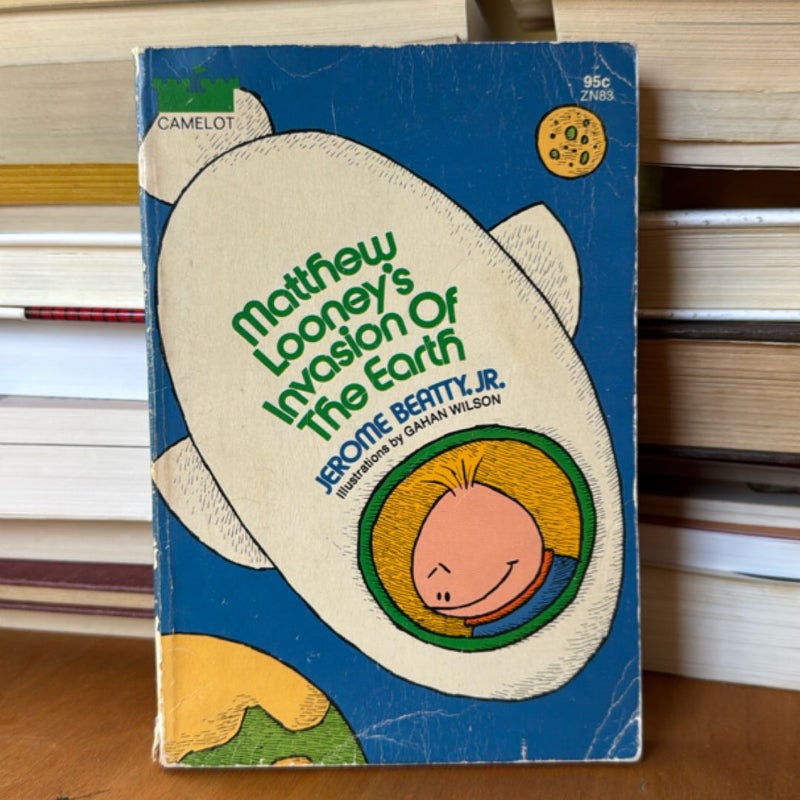 CAMELOT
95c
ZN83
Matthew
Looney's
Invasion Of
The Earth
JEROME BEATTY, JR.
Illustrations by GAHAN WILSON